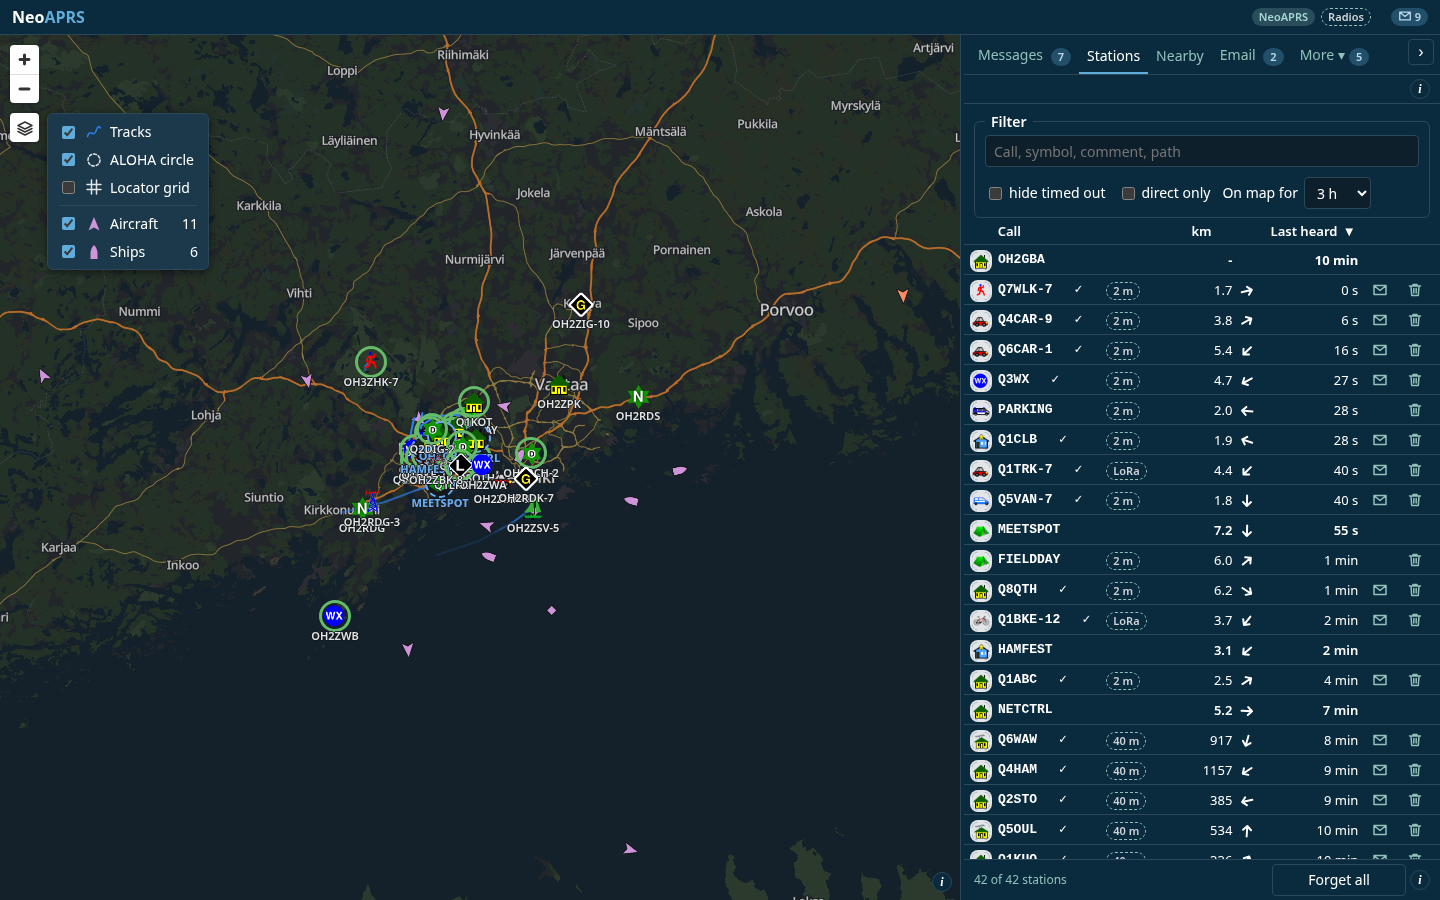 NeoAPRS
NeoAPRS
Radios
9
Messages 7
Stations
Nearby
Email 2
More ▾ 5
Filter
Call, symbol, comment, path
hide timed out
direct only
On map for
3 h
Call
km
Last heard ▼
OH2GBA - 10 min
Q7WLK-7 ✓ 2 m 1.7 0 s
Q4CAR-9 ✓ 2 m 3.8 6 s
Q6CAR-1 ✓ 2 m 5.4 16 s
Q3WX ✓ 2 m 4.7 27 s
PARKING 2 m 2.0 28 s
Q1CLB ✓ 2 m 1.9 28 s
Q1TRK-7 ✓ LoRa 4.4 40 s
Q5VAN-7 ✓ 2 m 1.8 40 s
MEETSPOT 7.2 55 s
FIELDDAY 2 m 6.0 1 min
Q8QTH ✓ 2 m 6.2 1 min
Q1BKE-12 ✓ LoRa 3.7 2 min
HAMFEST 3.1 2 min
Q1ABC ✓ 2 m 2.5 4 min
NETCTRL 5.2 7 min
Q6WAW ✓ 40 m 917 8 min
Q4HAM ✓ 40 m 1157 9 min
Q2STO ✓ 40 m 385 9 min
Q5OUL ✓ 40 m 534 10 min
42 of 42 stations
Forget all
+
−
Tracks
ALOHA circle
Locator grid
Aircraft 11
Ships 6
Riihimäki
Artjärvi
Loppi
Myrskylä
Pukkila
Mäntsälä
Hyvinkää
Läyliäinen
Jokela
Karkkila
Askola
Pornainen
Järvenpää
Nurmijärvi
Vihti
Nummi
Porvoo
G
OH2ZIG-10
Sipoo
OH3ZHK-7
Vantaa
OH2ZPK
N
OH2RDS
Lohja
Q1KOT
D
WX
L
MEETSPOT
G
OH2RDK-7
OH2ZWA
Siuntio
N
OH2RDG-3
OH2RDG
OH2ZSV-5
Karjaa
Inkoo
WX
OH2ZWB